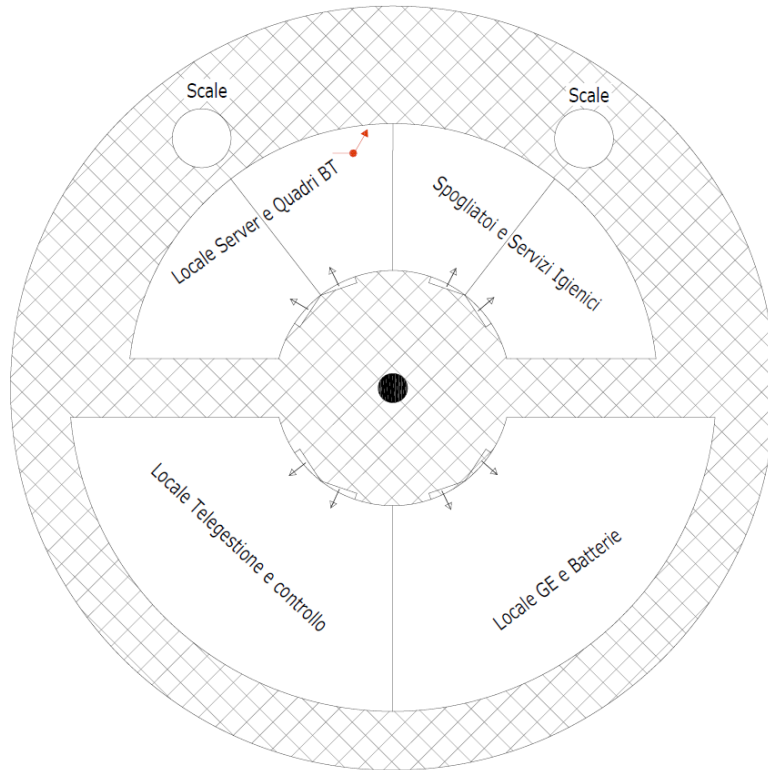 Scale
Scale
Locale Server e Quadri BT
Spogliatoi e Servizi Igienici
Locale Telegestione e controllo
Locale GE e Batterie